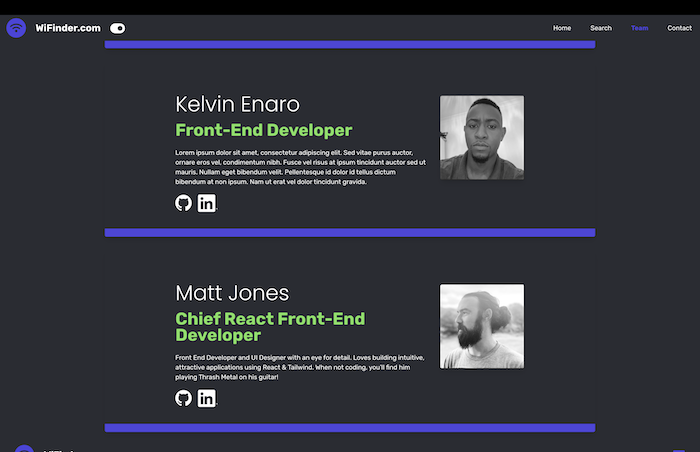 WiFinder.com
Home Search Team Contact
Kelvin Enaro
Front-End Developer
Lorem ipsum dolor sit amet, consectetur adipiscing elit. Sed vitae purus auctor,
ornare eros vel, condimentum nibh. Fusce vel risus at ipsum tincidunt auctor sed ut
mauris. Nullam eget bibendum velit. Pellentesque id dolor id tellus dictum
bibendum at non ipsum. Nam ut erat vel dolor tincidunt gravida.
in
Matt Jones
Chief React Front-End
Developer
Front End Developer and UI Designer with an eye for detail. Loves building intuitive,
attractive applications using React & Tailwind. When not coding, you'll find him
playing Thrash Metal on his guitar!
in